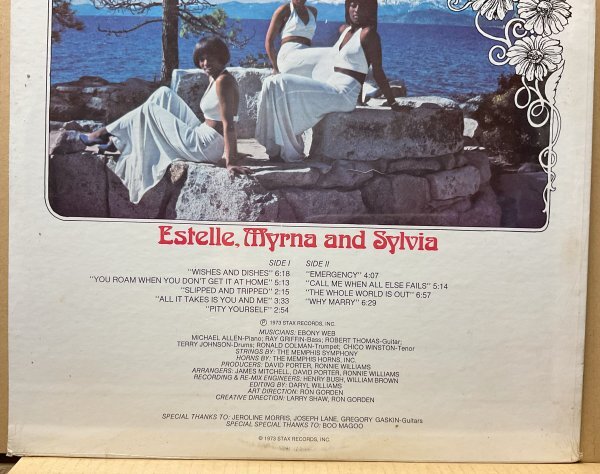 Estelle, Myrna and Sylvia
SIDE I
"WISHES AND DISHES" 6:18
"YOU ROAM WHEN YOU DON'T GET IT AT HOME" 5:13
"SLIPPED AND TRIPPED" 2:15
"ALL IT TAKES IS YOU AND ME" 3:33
"PITY YOURSELF" 2:54
SIDE II
"EMERGENCY" 4:07
"CALL ME WHEN ALL ELSE FAILS" 5:14
"THE WHOLE WORLD IS OUT" 6:57
"WHY MARRY" 6:29
℗ 1973 STAX RECORDS, INC.
MUSICIANS: EBONY WEB
MICHAEL ALLEN-Piano; RAY GRIFFIN-Bass; ROBERT THOMAS-Guitar;
TERRY JOHNSON-Drums; RONALD COLMAN-Trumpet; CHICO WINSTON-Tenor
STRINGS BY: THE MEMPHIS SYMPHONY
HORNS BY: THE MEMPHIS HORNS, INC.
PRODUCERS: DAVID PORTER, RONNIE WILLIAMS
ARRANGERS: JAMES MITCHELL, DAVID PORTER, RONNIE WILLIAMS
RECORDING & RE-MIX ENGINEERS: HENRY BUSH, WILLIAM BROWN
EDITING BY: DARYL WILLIAMS
ART DIRECTION: RON GORDEN
CREATIVE DIRECTION: LARRY SHAW, RON GORDEN
SPECIAL THANKS TO: JEROLINE MORRIS, JOSEPH LANE, GREGORY GASKIN-Guitars
SPECIAL SPECIAL THANKS TO: BOO MAGOO
© 1973 STAX RECORDS, INC.